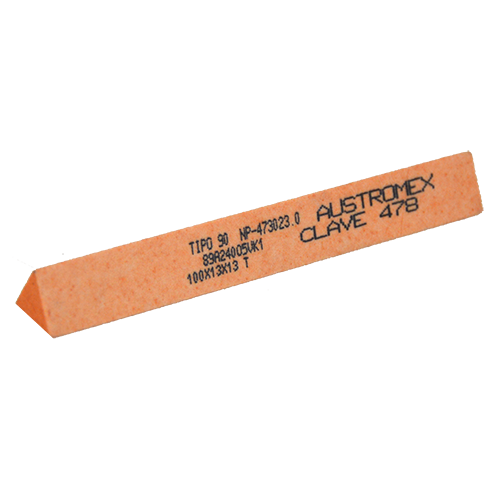 TIPO 90 NP-473023.0
89A24005VK1
100X13X13 T
AUSTROMEX
CLAVE 478